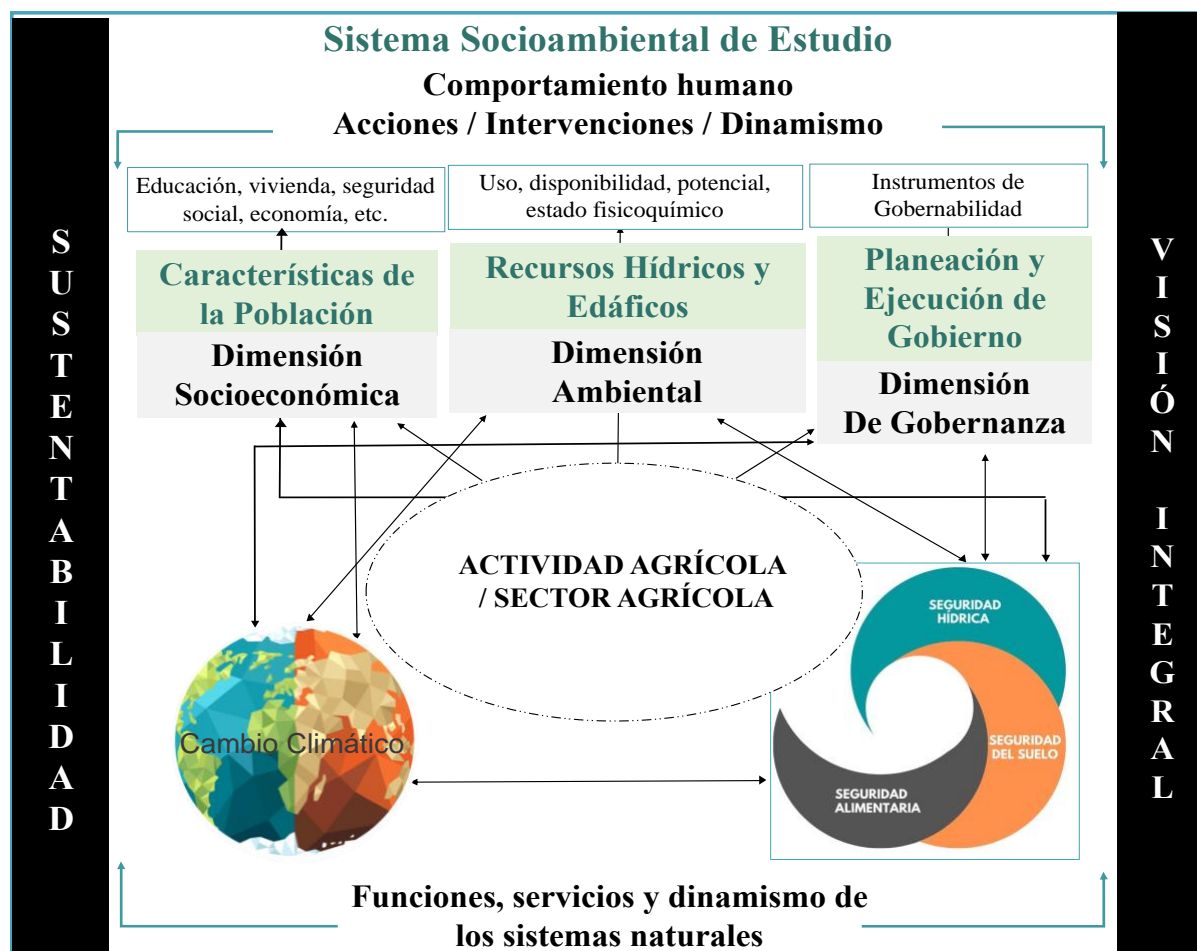 Sistema Socioambiental de Estudio
Comportamiento humano
Acciones / Intervenciones / Dinamismo
Educación, vivienda, seguridad
social, economía, etc.
Uso, disponibilidad, potencial,
estado fisicoquímico
Instrumentos de
Gobernabilidad
Características de
la Población
Recursos Hídricos y
Edáficos
Planeación y
Ejecución de
Gobierno
Dimensión
Socioeconómica
Dimensión
Ambiental
Dimensión
De Gobernanza
SUSTENTABILIDAD
VISIÓN INTEGRAL
ACTIVIDAD AGRÍCOLA
/ SECTOR AGRÍCOLA
Cambio Climático
SEGURIDAD
HÍDRICA
SEGURIDAD
DEL SUELO
SEGURIDAD
ALIMENTARIA
Funciones, servicios y dinamismo de
los sistemas naturales